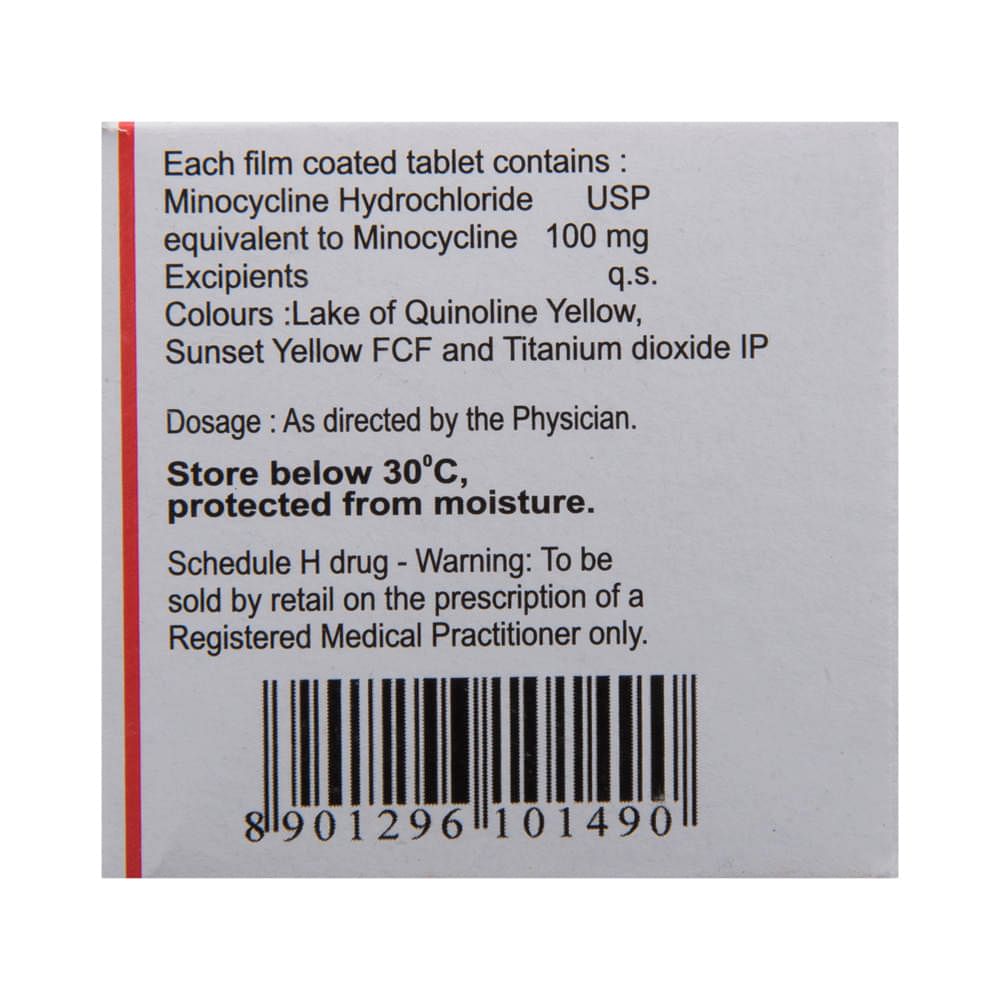 Each film coated tablet contains :
Minocycline Hydrochloride USP
equivalent to Minocycline 100 mg
Excipients q.s.
Colours :Lake of Quinoline Yellow,
Sunset Yellow FCF and Titanium dioxide IP
Dosage : As directed by the Physician.
Store below 30⁰C,
protected from moisture.
Schedule H drug - Warning: To be
sold by retail on the prescription of a
Registered Medical Practitioner only.
8 901296 101490